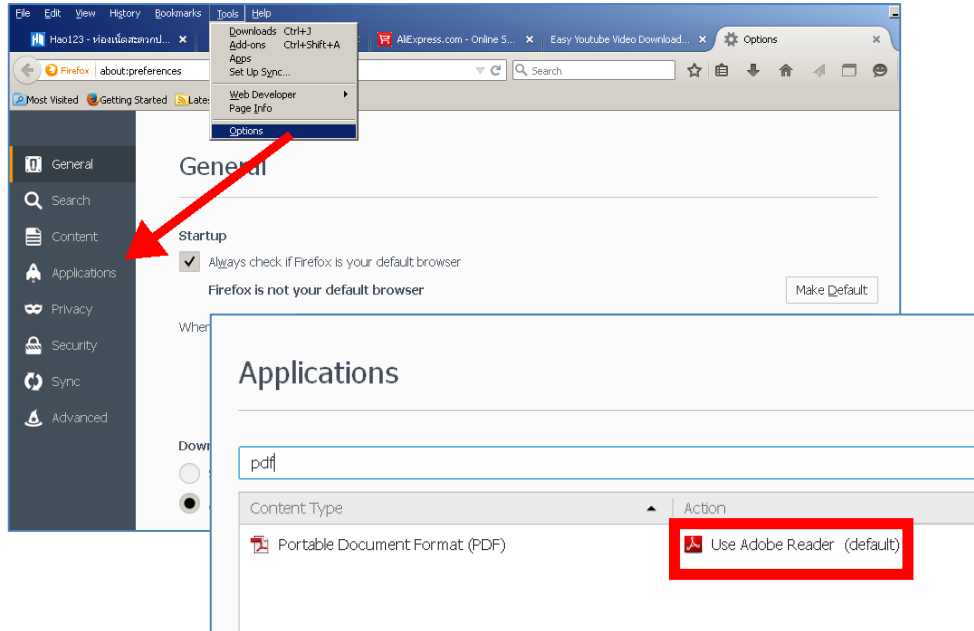 File Edit View History Bookmarks Tools Help
Hao123 - ท่องเน็ตสะดวกป... AliExpress.com - Online S... Easy Youtube Video Download... Options
Firefox about:preferences Search
Most Visited Getting Started Lates
Downloads Ctrl+J
Add-ons Ctrl+Shift+A
Apps
Set Up Sync...
Web Developer
Page Info
Options
General
Search
Content
Applications
Privacy
Security
Sync
Advanced
General
Startup
Always check if Firefox is your default browser
Firefox is not your default browser Make Default
When
Down
Applications
pdf
Content Type Action
Portable Document Format (PDF) Use Adobe Reader (default)